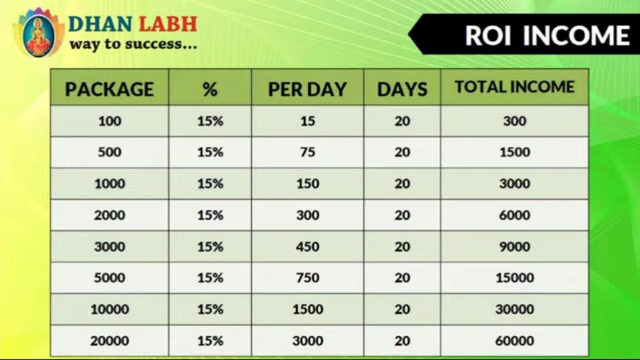 DHAN LABH
way to success...
ROI INCOME
PACKAGE % PER DAY DAYS TOTAL INCOME
100 15% 15 20 300
500 15% 75 20 1500
1000 15% 150 20 3000
2000 15% 300 20 6000
3000 15% 450 20 9000
5000 15% 750 20 15000
10000 15% 1500 20 30000
20000 15% 3000 20 60000